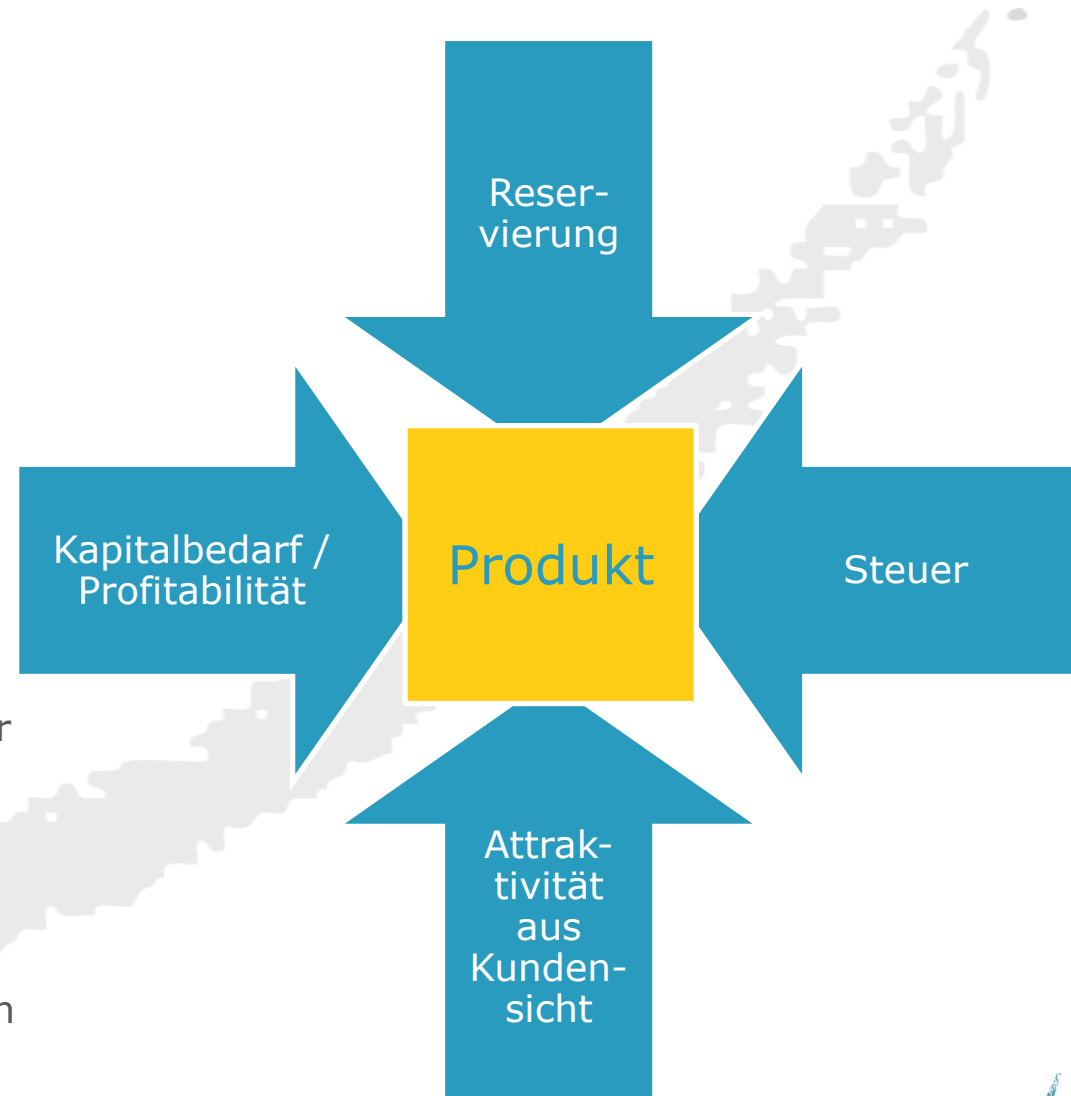 Reser-
vierung
Kapitalbedarf /
Profitabilität
Produkt
Steuer
r
Attrak-
tivität
aus
Kunden-
sicht
n